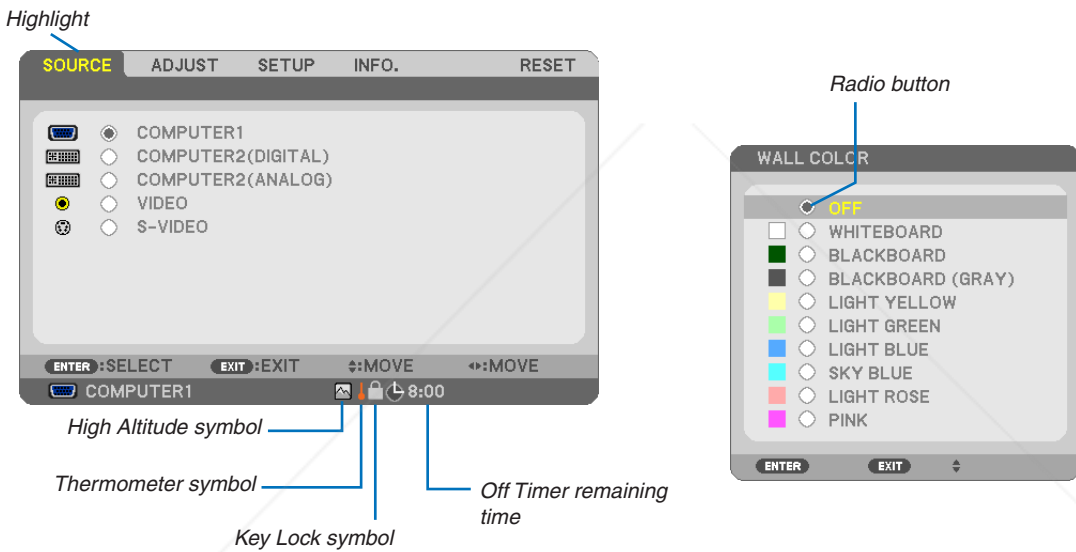 Highlight
SOURCE ADJUST SETUP INFO. RESET
COMPUTER1
COMPUTER2(DIGITAL)
COMPUTER2(ANALOG)
VIDEO
S-VIDEO
ENTER:SELECT EXIT:EXIT :MOVE :MOVE
COMPUTER1 8:00
High Altitude symbol
Thermometer symbol
Key Lock symbol
Off Timer remaining
time
Radio button
WALL COLOR
OFF
WHITEBOARD
BLACKBOARD
BLACKBOARD (GRAY)
LIGHT YELLOW
LIGHT GREEN
LIGHT BLUE
SKY BLUE
LIGHT ROSE
PINK
ENTER EXIT